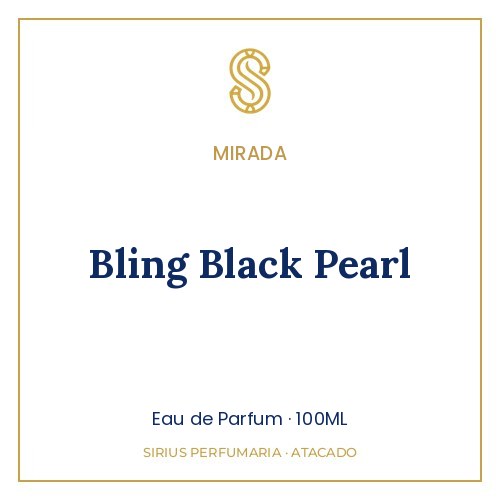 MIRADA
Bling Black Pearl
Eau de Parfum · 100ML
SIRIUS PERFUMARIA · ATACADO